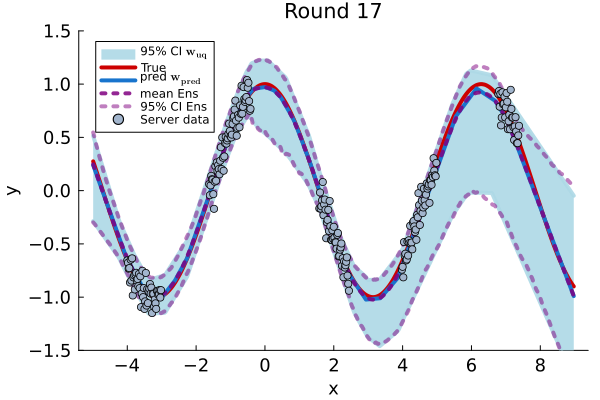 Round 17
95% CI w_uq
True
pred w_pred
mean Ens
95% CI Ens
Server data
y
1.5
1.0
0.5
0.0
−0.5
−1.0
−1.5
−4 −2 0 2 4 6 8
x